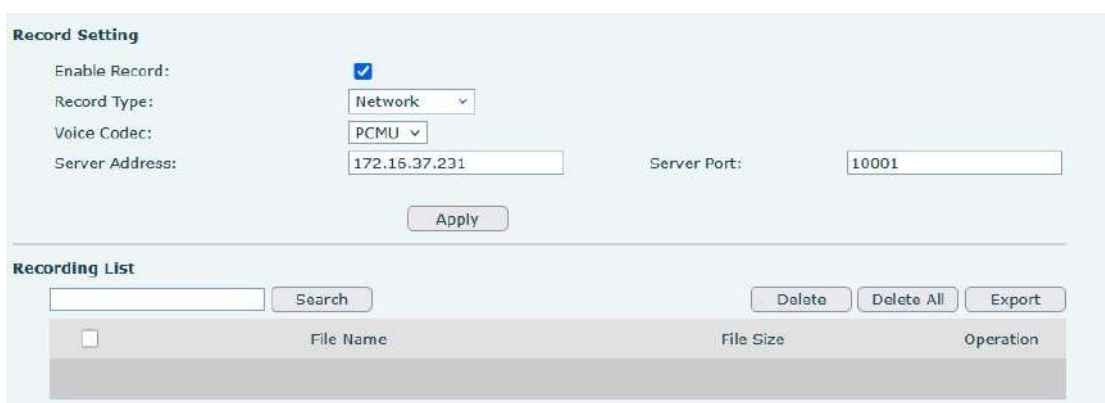 Record Setting
Enable Record:
Record Type: Network
Voice Codec: PCMU
Server Address: 172.16.37.231 Server Port: 10001
Apply
Recording List
Search Delete Delete All Export
File Name File Size Operation